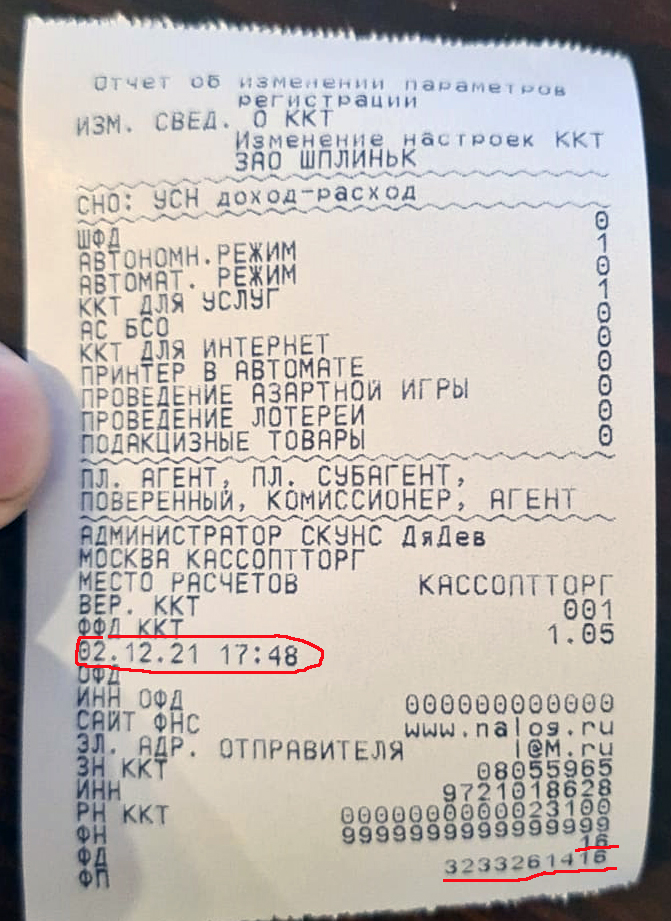 Отчет об изменении параметров
регистрации
ИЗМ. СВЕД. О ККТ
Изменение настроек ККТ
ЗАО ШПЛИНЬК
СНО: УСН доход-расход
ШФД 0
АВТОНОМН.РЕЖИМ 1
АВТОМАТ. РЕЖИМ 0
ККТ ДЛЯ УСЛУГ 1
АС БСО 0
ККТ ДЛЯ ИНТЕРНЕТ 0
ПРИНТЕР В АВТОМАТЕ 0
ПРОВЕДЕНИЕ АЗАРТНОЙ ИГРЫ 0
ПРОВЕДЕНИЕ ЛОТЕРЕИ 0
ПОДАКЦИЗНЫЕ ТОВАРЫ 0
ПЛ. АГЕНТ, ПЛ. СУБАГЕНТ,
ПОВЕРЕННЫЙ, КОМИССИОНЕР, АГЕНТ
АДМИНИСТРАТОР СКУНС ДяДев
МОСКВА КАССОПТТОРГ
МЕСТО РАСЧЕТОВ КАССОПТТОРГ
ВЕР. ККТ 001
ФФД ККТ 1.05
02.12.21 17:48
ОФД
ИНН ОФД 000000000000
САЙТ ФНС www.nalog.ru
ЭЛ. АДР. ОТПРАВИТЕЛЯ l@M.ru
ЗН ККТ 08055965
ИНН 9721018628
РН ККТ 0000000000023100
ФН 9999999999999999
ФД 16
ФП 3233261416